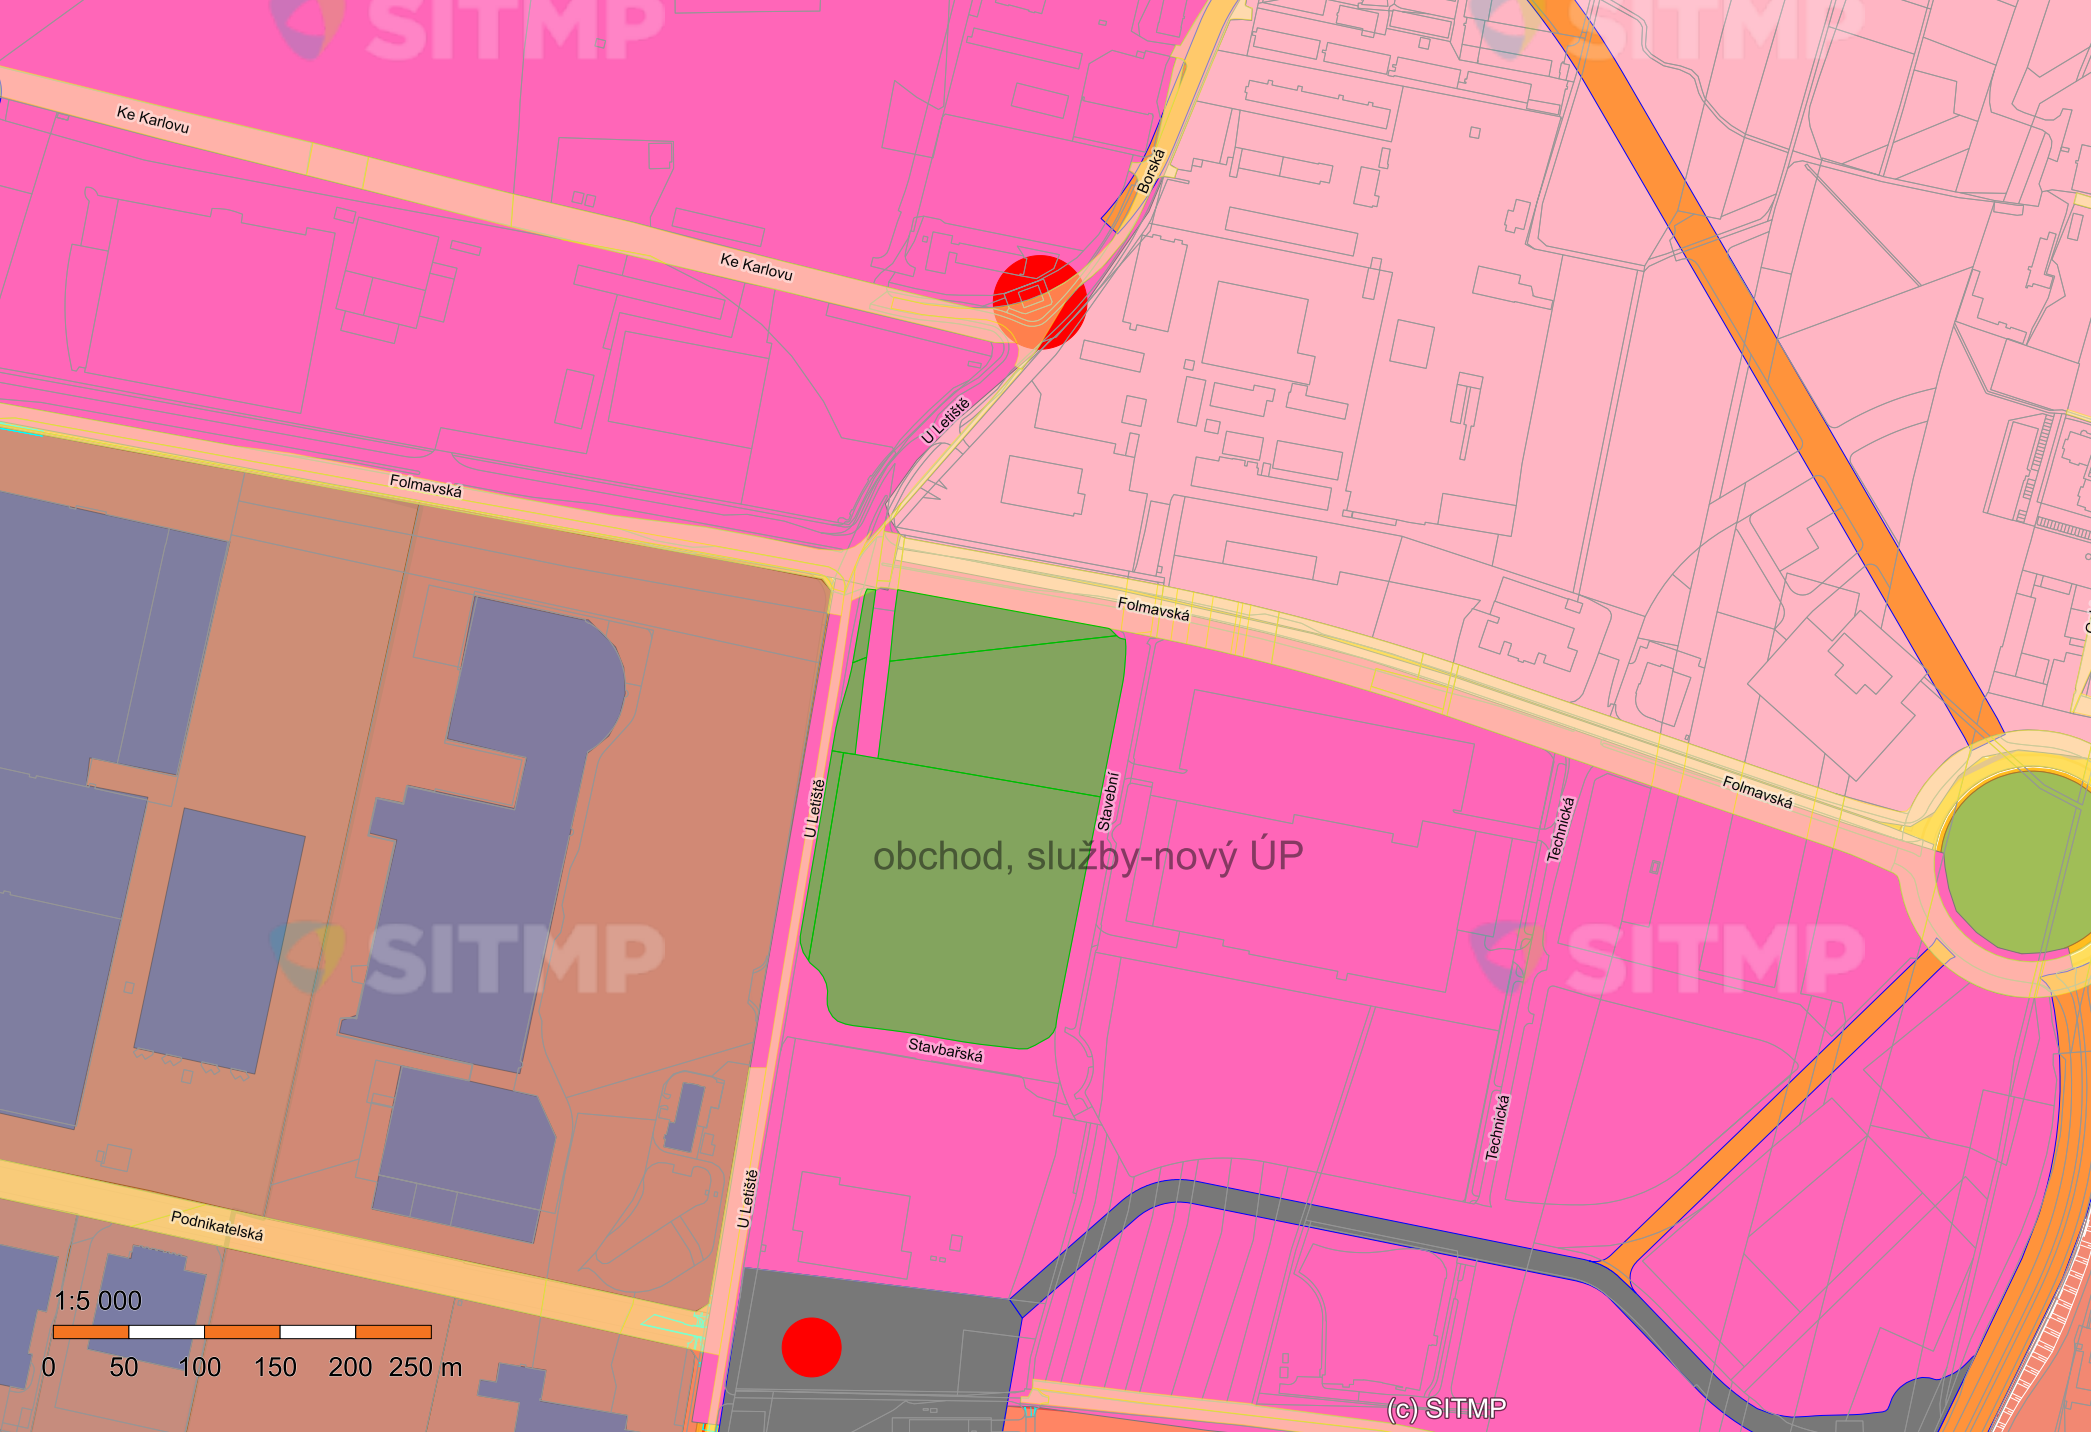 SITMP
SITMP
Ke Karlovu
Borská
Ke Karlovu
U Letiště
Folmavská
Folmavská
Folmavská
U Letiště
Stavební
Technická
obchod, služby-nový ÚP
SITMP
SITMP
Stavbařská
Technická
U Letiště
Podnikatelská
1:5 000
0 50 100 150 200 250 m
(c) SITMP